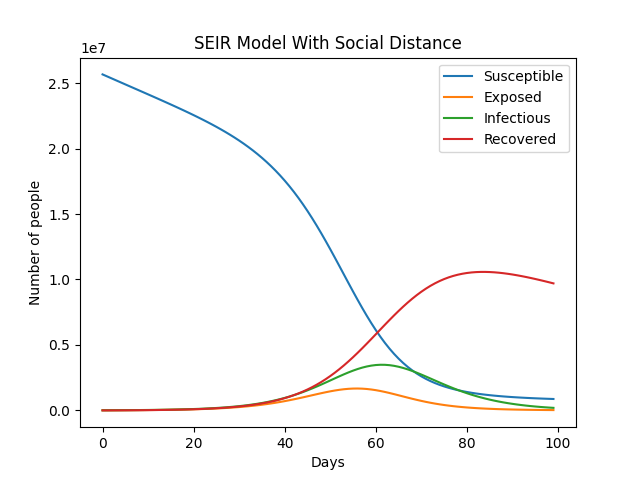 SEIR Model With Social Distance
1e7
2.5
2.0
1.5
1.0
0.5
0.0
Number of people
Susceptible
Exposed
Infectious
Recovered
0 20 40 60 80 100
Days